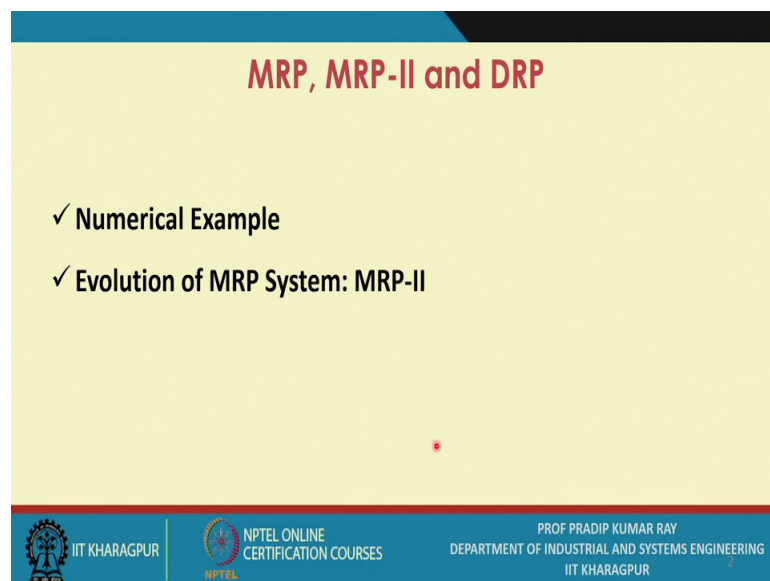 MRP, MRP-II and DRP
✓ Numerical Example
✓ Evolution of MRP System: MRP-II
IIT KHARAGPUR
NPTEL
NPTEL ONLINE
CERTIFICATION COURSES
PROF PRADIP KUMAR RAY
DEPARTMENT OF INDUSTRIAL AND SYSTEMS ENGINEERING
IIT KHARAGPUR
2